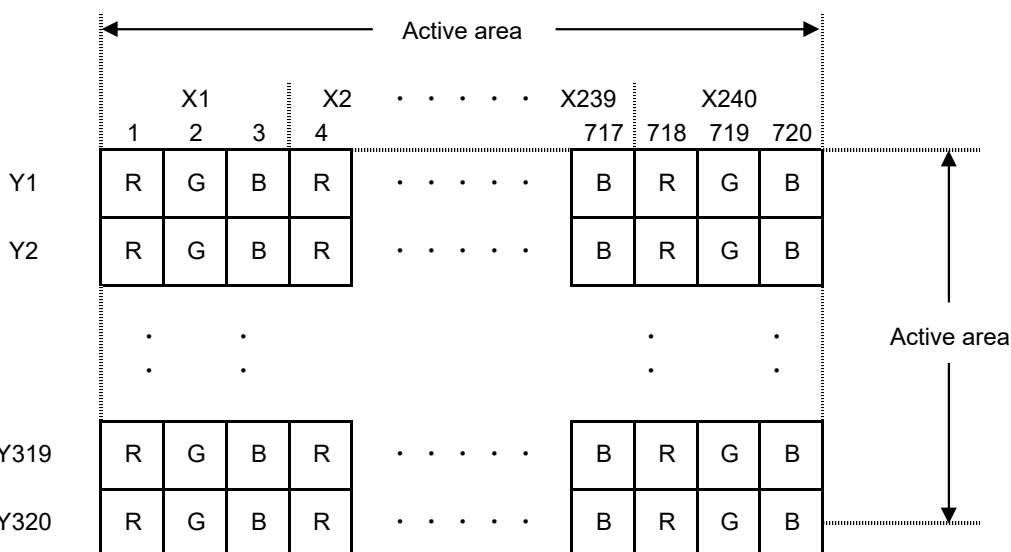 Active area
X1 X2 · · · · · X239 X240
1 2 3 4 717 718 719 720
Y1 R G B R · · · · · B R G B
Y2 R G B R · · · · · B R G B
Active area
Y319 R G B R · · · · · B R G B
Y320 R G B R · · · · · B R G B